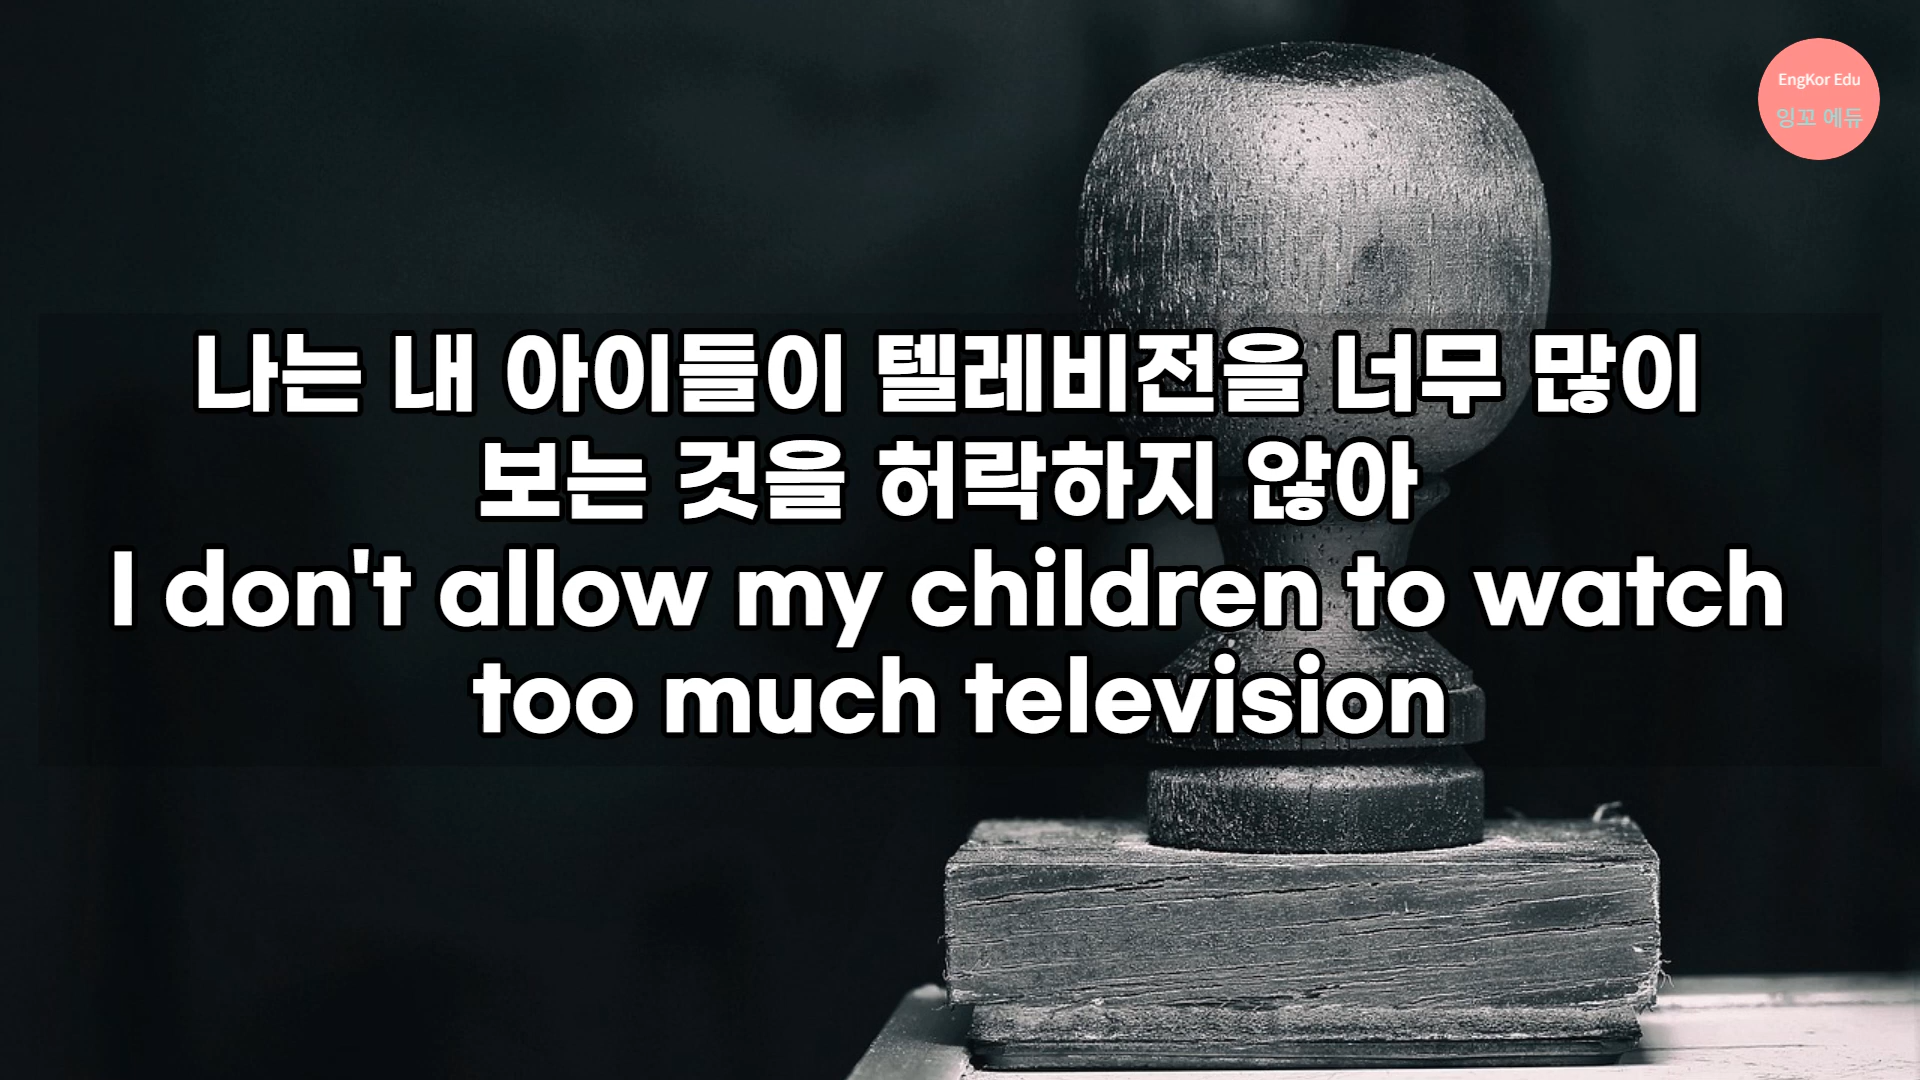 EngKor Edu
잉꼬 에듀
나는 내 아이들이 텔레비전을 너무 많이
보는 것을 허락하지 않아
I don't allow my children to watch
too much television